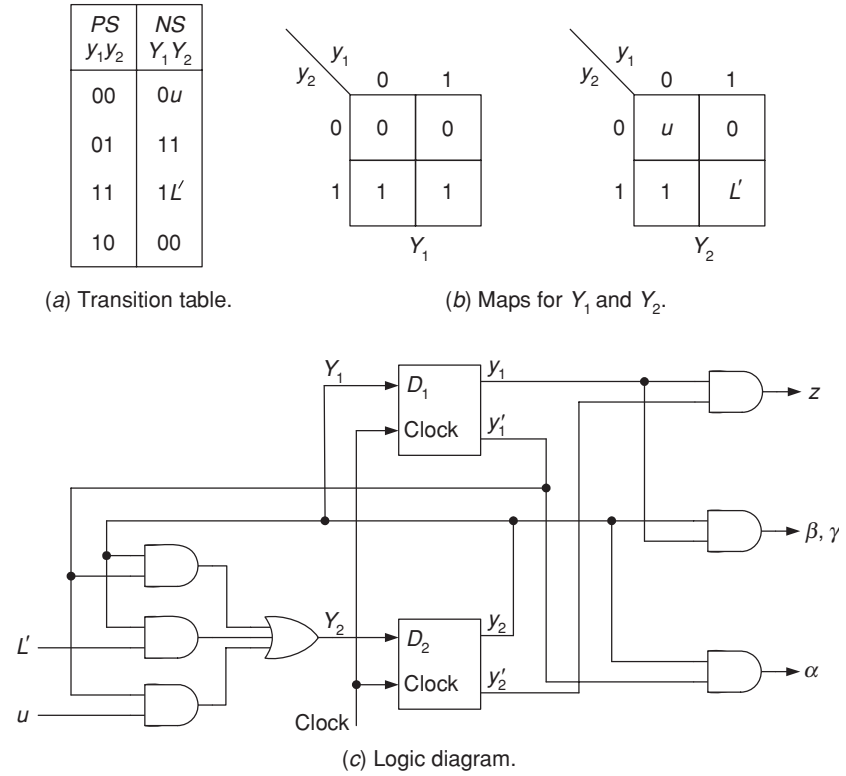 PS NS
y₁y₂ Y₁Y₂
00 0u
01 11
11 1L′
10 00
(a) Transition table.
y₁
y₂ 0 1
0 0 0
1 1 1
Y₁
y₁
y₂ 0 1
0 u 0
1 1 L′
Y₂
(b) Maps for Y₁ and Y₂.
Y₁ D₁ y₁
Clock y′₁
z
β, γ
L′
u
Y₂ D₂ y₂
Clock y′₂
α
Clock
(c) Logic diagram.